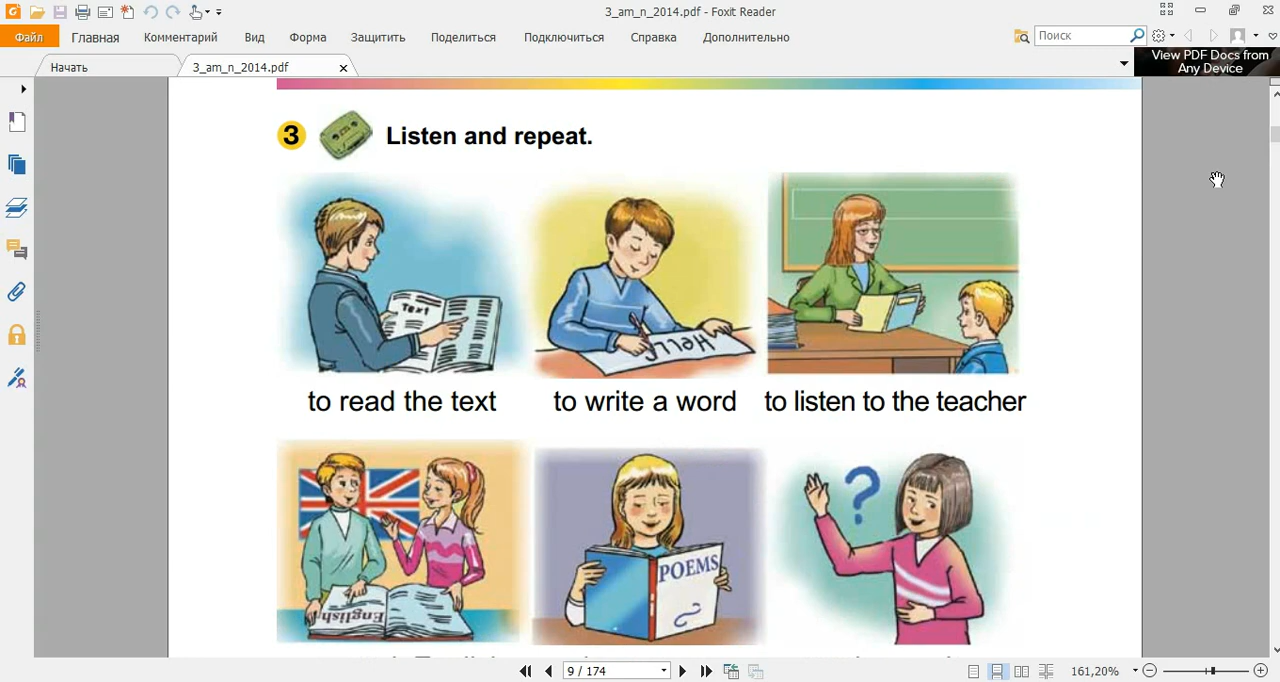 3_am_n_2014.pdf - Foxit Reader
Файл Главная Комментарий Вид Форма Защитить Поделиться Подключиться Справка Дополнительно
Поиск
Начать 3_am_n_2014.pdf
View PDF Docs from
Any Device
3 Listen and repeat.
Text
Hello
to read the text to write a word to listen to the teacher
English
POEMS
?
9 / 174
161,20%